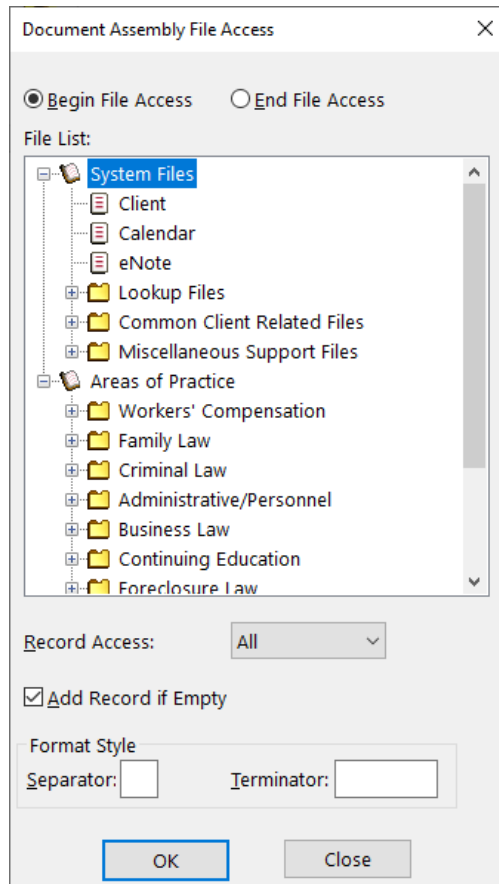 Document Assembly File Access
Begin File Access End File Access
File List:
System Files
Client
Calendar
eNote
Lookup Files
Common Client Related Files
Miscellaneous Support Files
Areas of Practice
Workers' Compensation
Family Law
Criminal Law
Administrative/Personnel
Business Law
Continuing Education
Foreclosure Law
Record Access: All
Add Record if Empty
Format Style
Separator: Terminator:
OK Close